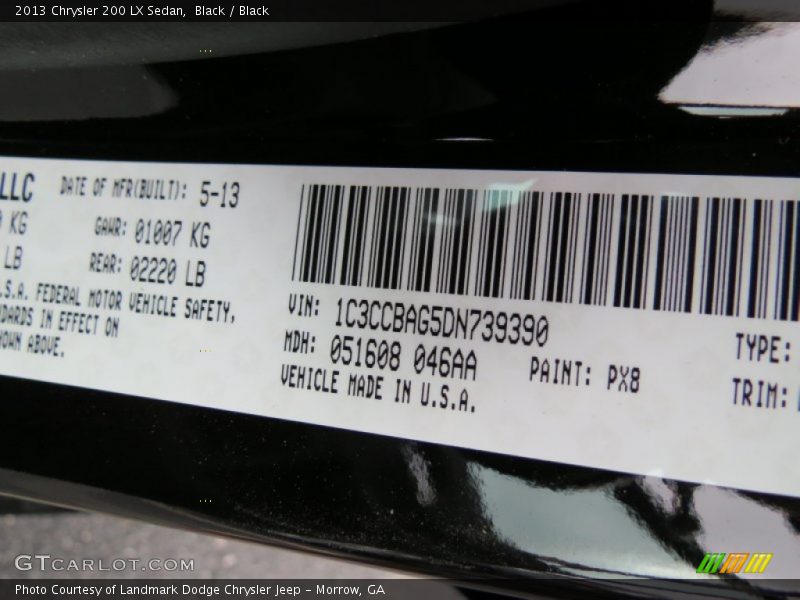 2013 Chrysler 200 LX Sedan,  Black / Black
LLC DATE OF MFR(BUILT): 5-13
KG GAWR: 01007 KG
LB REAR: 02220 LB
.S.A. FEDERAL MOTOR VEHICLE SAFETY,
DARDS IN EFFECT ON
OWN ABOVE.
VIN: 1C3CCBAG5DN739390
MDH: 051608 046AA PAINT: PX8
VEHICLE MADE IN U.S.A.
TYPE:
TRIM:
GTCARLOT.COM
Photo Courtesy of Landmark Dodge Chrysler Jeep – Morrow, GA